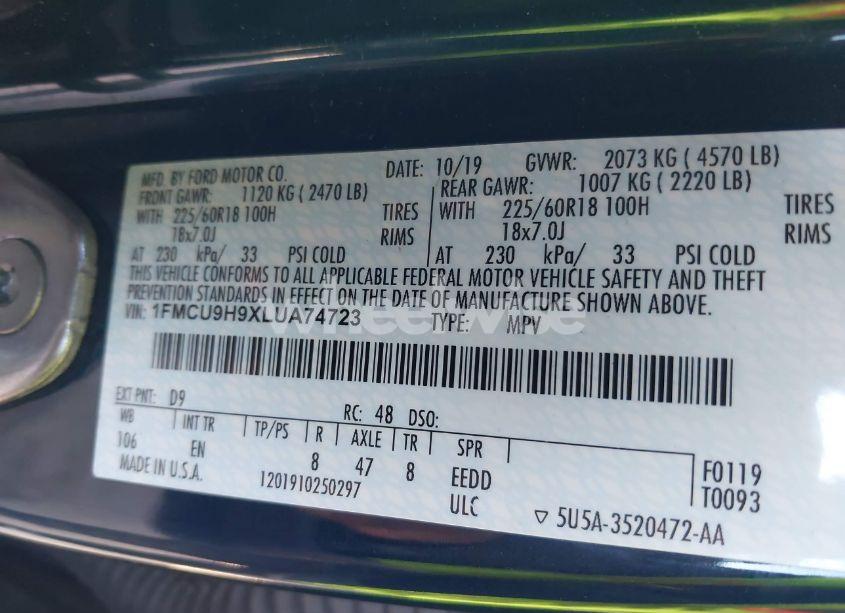 MFD. BY FORD MOTOR CO. DATE: 10/19 GVWR: 2073 KG ( 4570 LB)
FRONT GAWR: 1120 KG ( 2470 LB) REAR GAWR: 1007 KG ( 2220 LB)
WITH 225/60R18 100H TIRES WITH 225/60R18 100H TIRES
18x7.0J RIMS 18x7.0J RIMS
AT 230 kPa/ 33 PSI COLD AT 230 kPa/ 33 PSI COLD
THIS VEHICLE CONFORMS TO ALL APPLICABLE FEDERAL MOTOR VEHICLE SAFETY AND THEFT
PREVENTION STANDARDS IN EFFECT ON THE DATE OF MANUFACTURE SHOWN ABOVE.
VIN: 1FMCU9H9XLUA74723 TYPE: MPV
EXT PNT: D9 RC: 48 DSO:
WB INT TR TP/PS R AXLE TR SPR
106 EN 8 47 8 EEDD F0119
MADE IN U.S.A. 1201910250297 ULC T0093
▽ 5U5A-3520472-AA